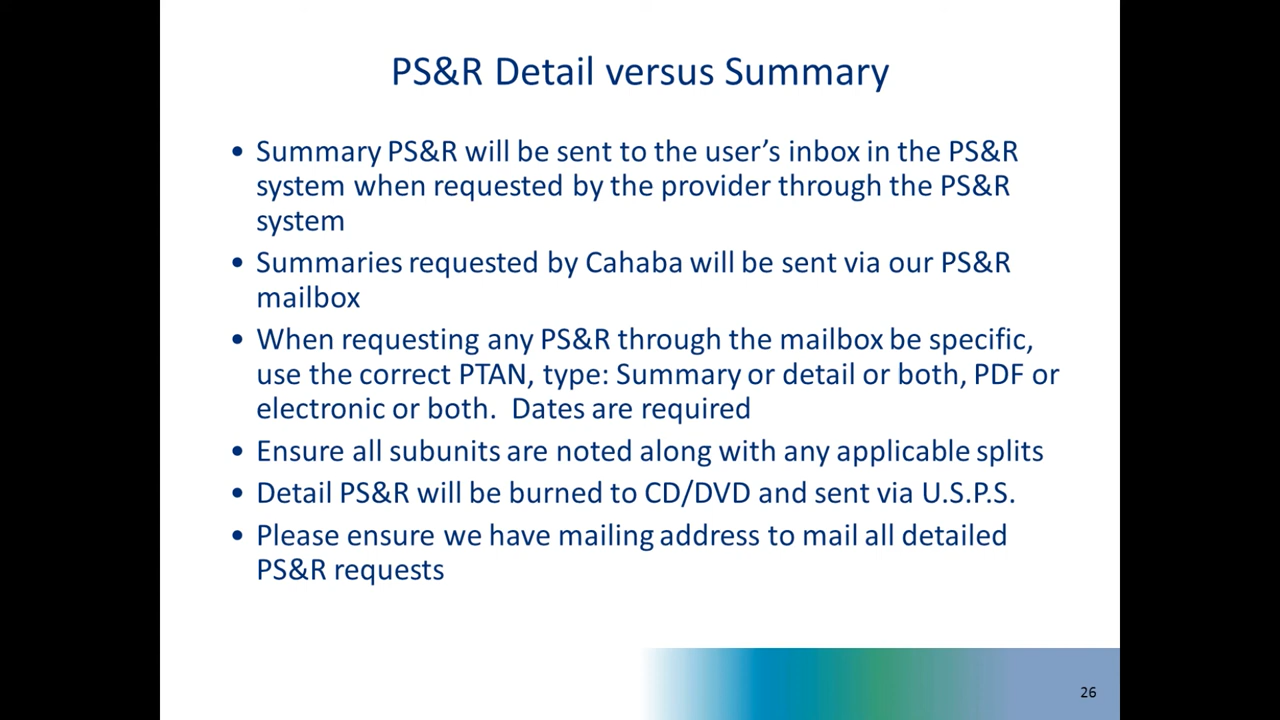 PS&R Detail versus Summary
• Summary PS&R will be sent to the user’s inbox in the PS&R
system when requested by the provider through the PS&R
system
• Summaries requested by Cahaba will be sent via our PS&R
mailbox
• When requesting any PS&R through the mailbox be specific,
use the correct PTAN, type: Summary or detail or both, PDF or
electronic or both.  Dates are required
• Ensure all subunits are noted along with any applicable splits
• Detail PS&R will be burned to CD/DVD and sent via U.S.P.S.
• Please ensure we have mailing address to mail all detailed
PS&R requests
26